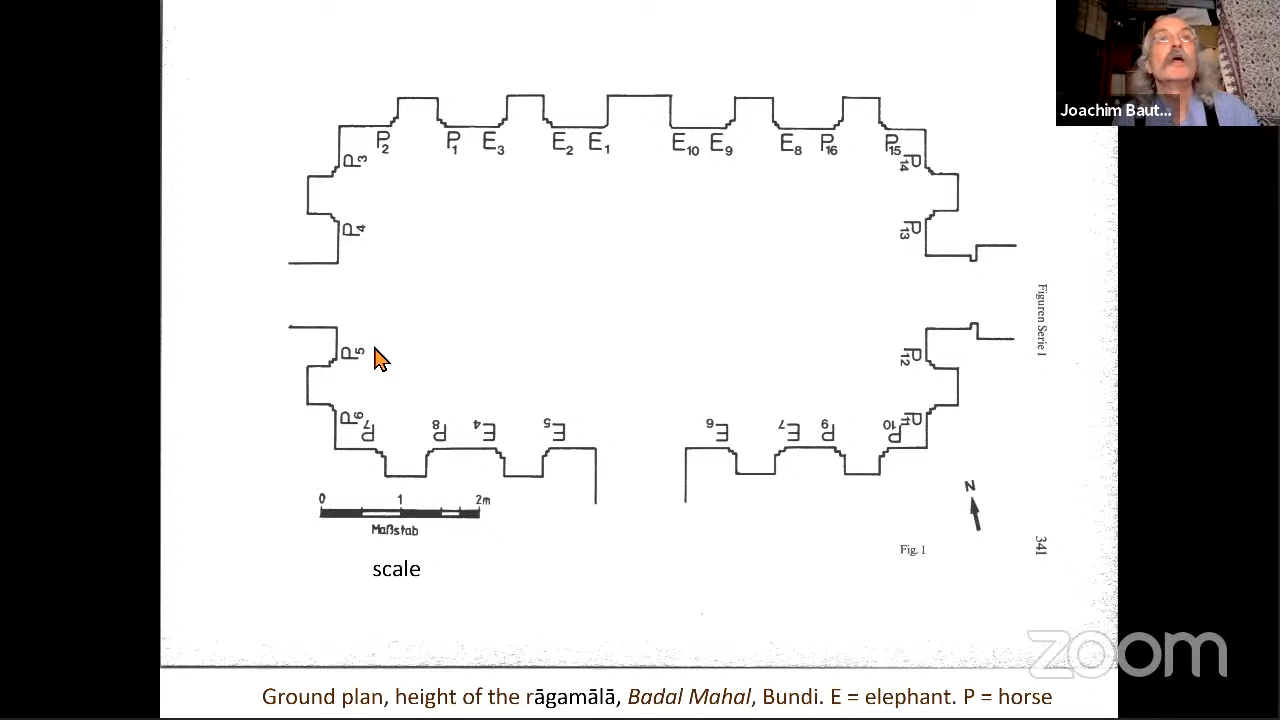 Joachim Baut...
P2 P1 E3 E2 E1 E10 E9 E8 P16 P15
P3
P14
P4
P13
Figuren Serie I
P5
P12
P6
P11
P7 P8 E4 E5 E6 E7 P9 P10
0 1 2m
Maßstab
N
scale
Fig. 1
341
zoom
Ground plan, height of the rāgamālā, Badal Mahal, Bundi. E = elephant. P = horse